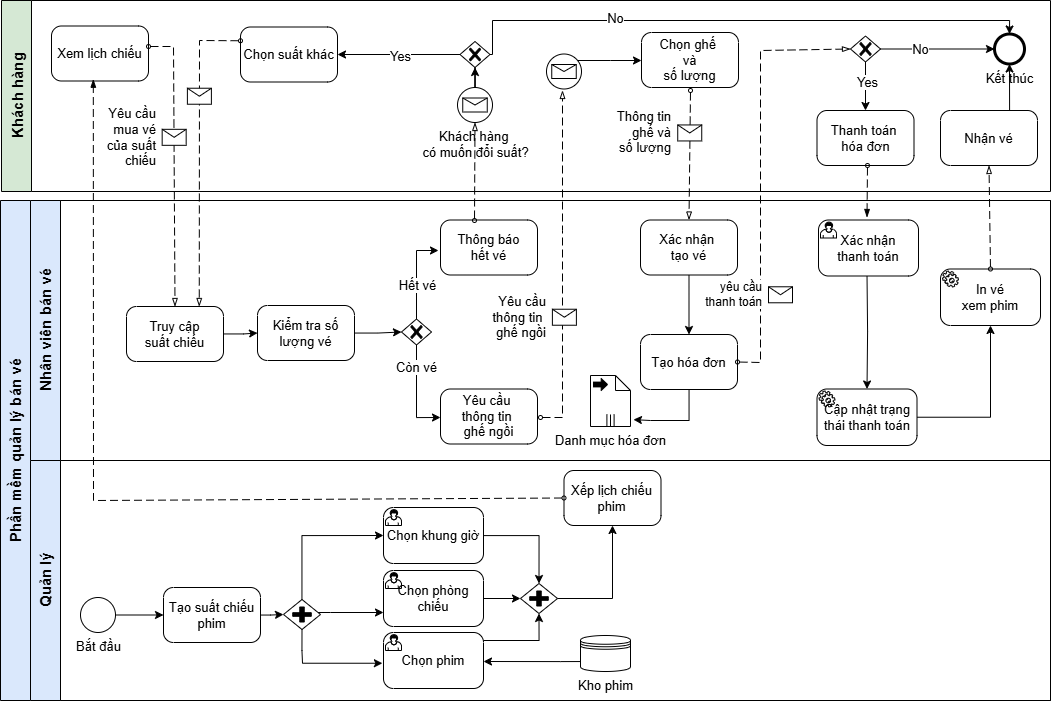 Khách hàng
Xem lịch chiếu
Chọn suất khác
Yes
No
Chọn ghế
và
số lượng
No
Kết thúc
Yes
Yêu cầu
mua vé
của suất
chiếu
Khách hàng
có muốn đổi suất?
Thông tin
ghế và
số lượng
Thanh toán
hóa đơn
Nhận vé
Phần mềm quản lý bán vé
Nhân viên bán vé
Thông báo
hết vé
Hết vé
Xác nhận
tạo vé
Xác nhận
thanh toán
yêu cầu
thanh toán
In vé
xem phim
Truy cập
suất chiếu
Kiểm tra số
lượng vé
Yêu cầu
thông tin
ghế ngồi
Còn vé
Tạo hóa đơn
Yêu cầu
thông tin
ghế ngồi
Danh mục hóa đơn
Cập nhật trạng
thái thanh toán
Quản lý
Xếp lịch chiếu
phim
Chọn khung giờ
Chọn phòng
chiếu
Chọn phim
Tạo suất chiếu
phim
Bắt đầu
Kho phim